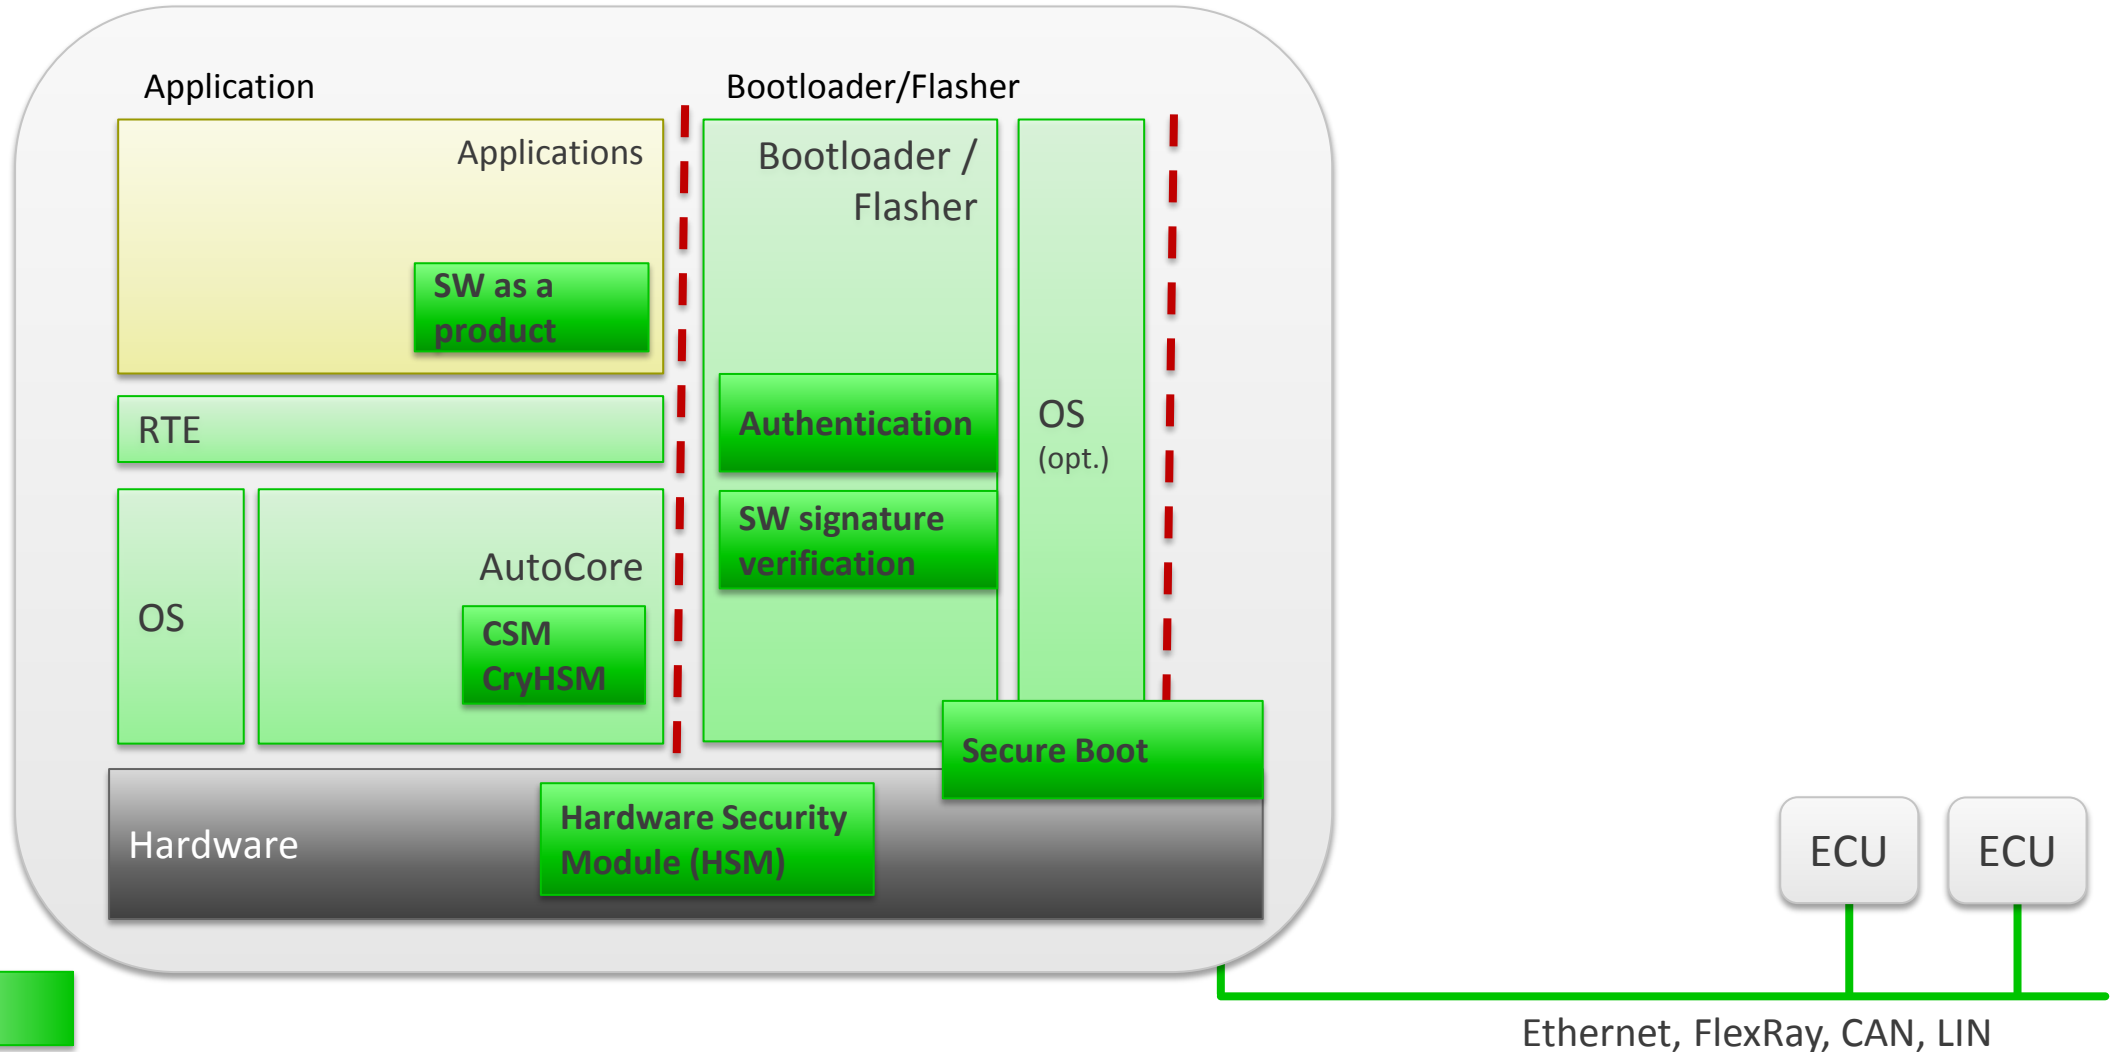 Application
Applications
SW as a
product
RTE
OS
AutoCore
CSM
CryHSM
Bootloader/Flasher
Bootloader /
Flasher
Authentication
SW signature
verification
OS
(opt.)
Secure Boot
Hardware
Hardware Security
Module (HSM)
ECU
ECU
Ethernet, FlexRay, CAN, LIN